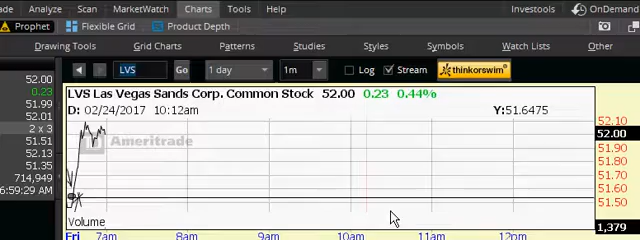 ade Analyze Scan MarketWatch Charts Tools Investools OnDemand
Prophet Flexible Grid Product Depth
Drawing Tools Grid Charts Patterns Studies Styles Symbols Watch Lists Other
LVS Go 1 day 1m Log Stream thinkorswim
LVS Las Vegas Sands Corp. Common Stock 52.00 0.23 0.44%
D: 02/24/2017 10:12am Y:51.6475
52.00
0.23
51.99
52.01
2 x 3
51.51
52.13
51.35
714,949
6:59:29 AM
Ameritrade
52.10
52.00
51.90
51.80
51.70
51.60
51.50
Volume
1,379
Fri 7am 8am 9am 10am 11am 12pm